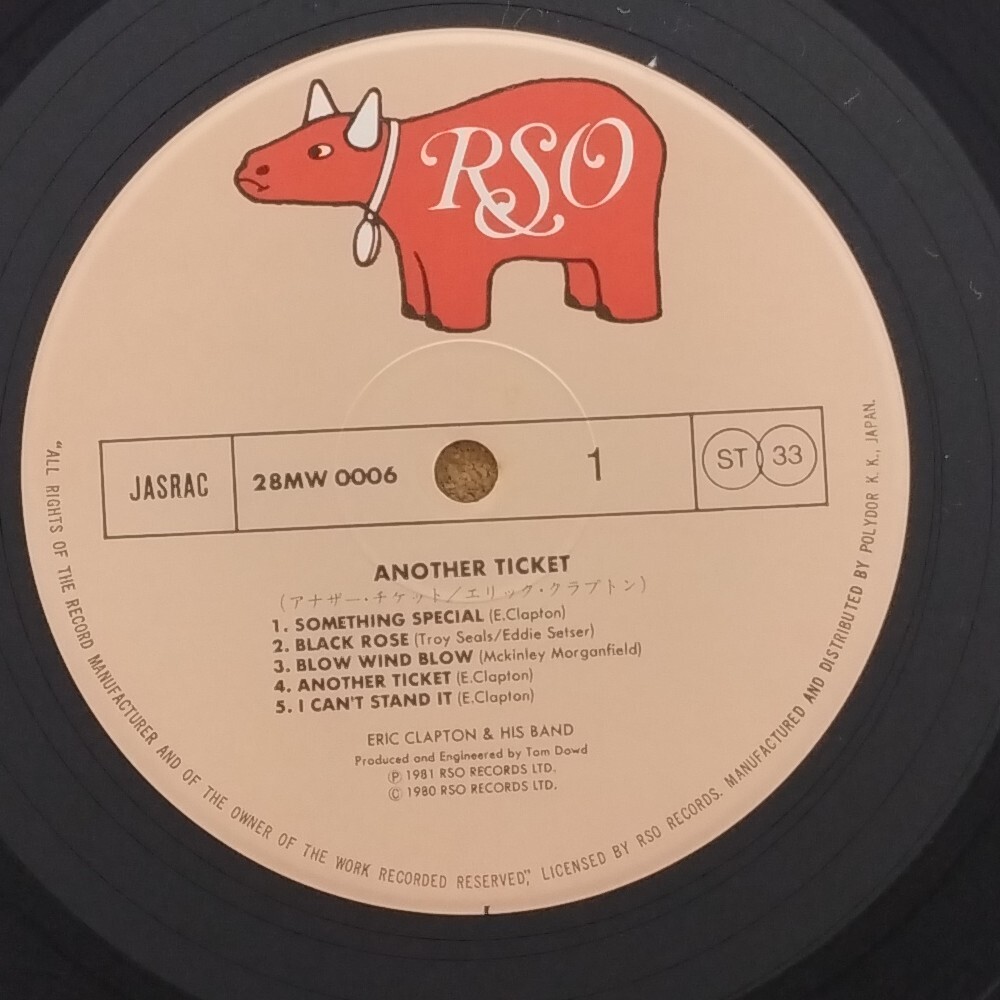 RSO
JASRAC
28MW 0006
1
ST 33
ANOTHER TICKET
(アナザー・チケット/エリック・クラプトン)
1. SOMETHING SPECIAL (E.Clapton)
2. BLACK ROSE (Troy Seals/Eddie Setser)
3. BLOW WIND BLOW (Mckinley Morganfield)
4. ANOTHER TICKET (E.Clapton)
5. I CAN'T STAND IT (E.Clapton)
ERIC CLAPTON & HIS BAND
Produced and Engineered by Tom Dowd
Ⓟ 1981 RSO RECORDS LTD.
© 1980 RSO RECORDS LTD.
"ALL RIGHTS OF THE RECORD MANUFACTURER AND OF THE OWNER OF THE WORK RECORDED RESERVED", LICENSED BY RSO RECORDS. MANUFACTURED AND DISTRIBUTED BY POLYDOR K.K., JAPAN.